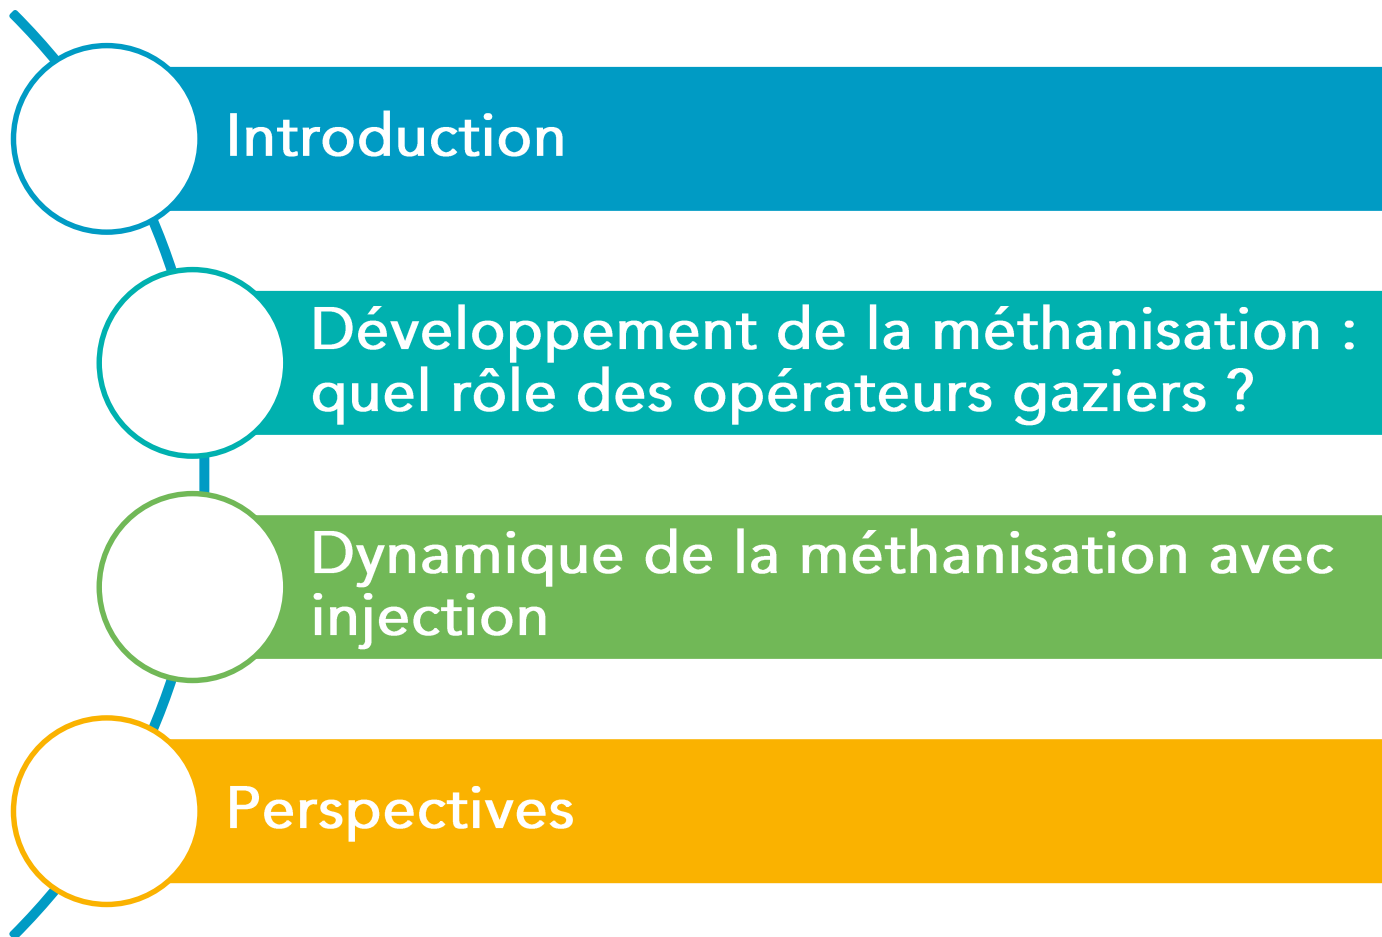 Introduction
Développement de la méthanisation :
quel rôle des opérateurs gaziers ?
Dynamique de la méthanisation avec
injection
Perspectives